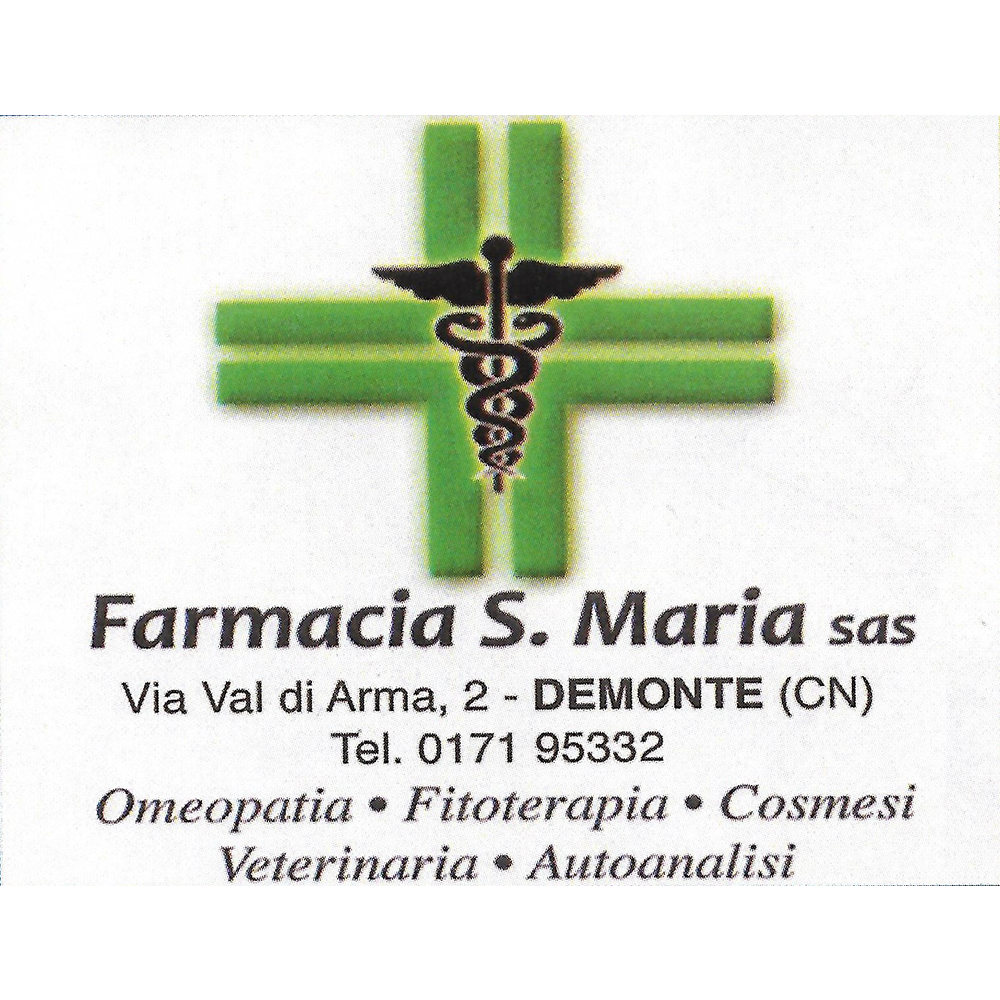 Farmacia S. Maria sas
Via Val di Arma, 2 - DEMONTE (CN)
Tel. 0171 95332
Omeopatia • Fitoterapia • Cosmesi
Veterinaria • Autoanalisi